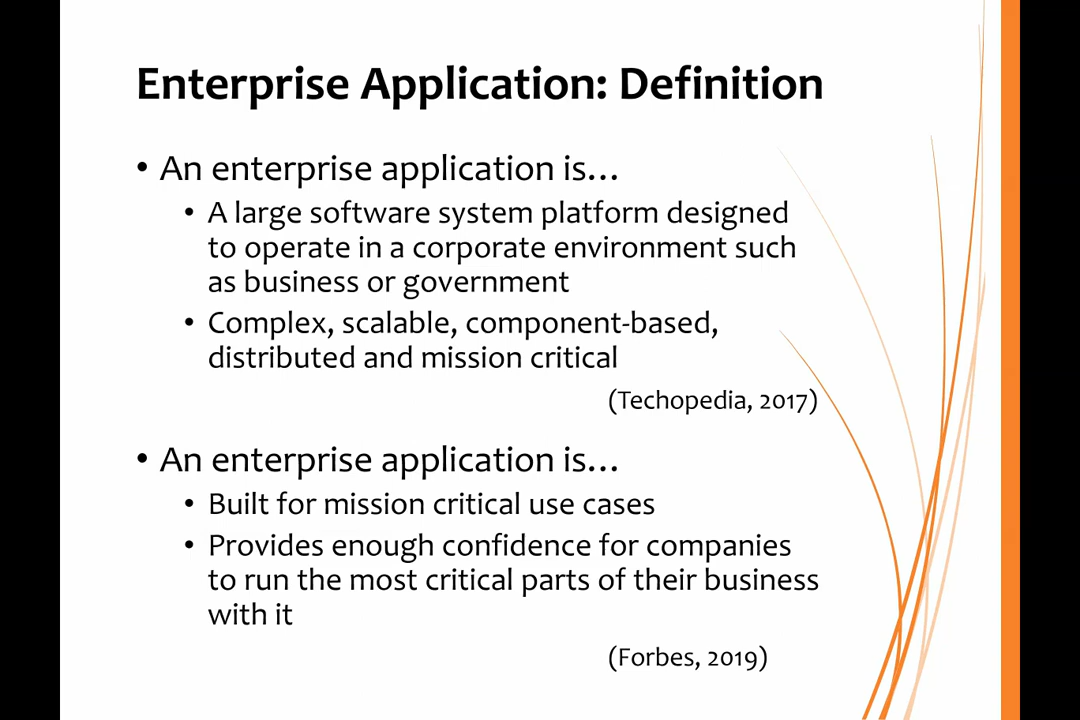 Enterprise Application: Definition
• An enterprise application is...
• A large software system platform designed
to operate in a corporate environment such
as business or government
• Complex, scalable, component-based,
distributed and mission critical
(Techopedia, 2017)
• An enterprise application is...
• Built for mission critical use cases
• Provides enough confidence for companies
to run the most critical parts of their business
with it
(Forbes, 2019)